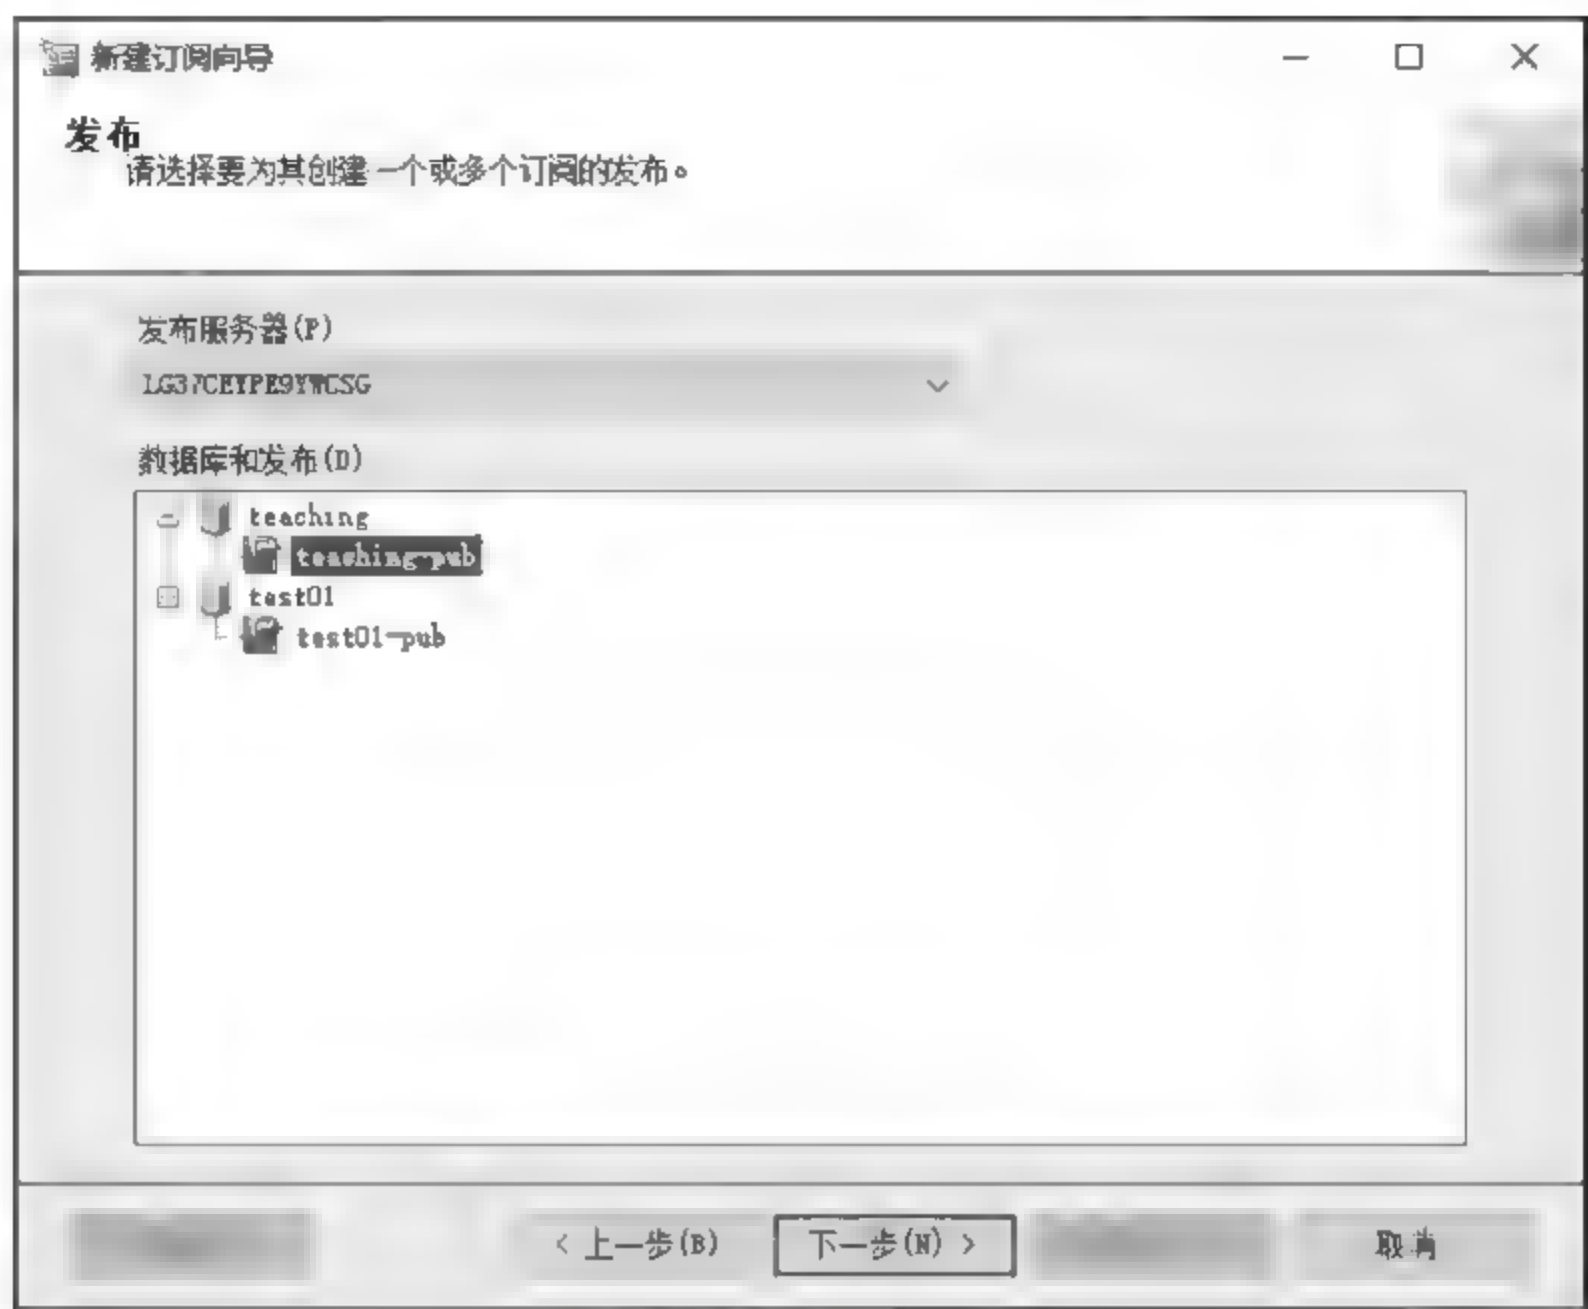 新建订阅向导
发布
请选择要为其创建一个或多个订阅的发布。
发布服务器(P)
数据库和发布(D)
teaching
teaching-pub
test01
test01-pub
< 上一步(B)
下一步(N) >
取消